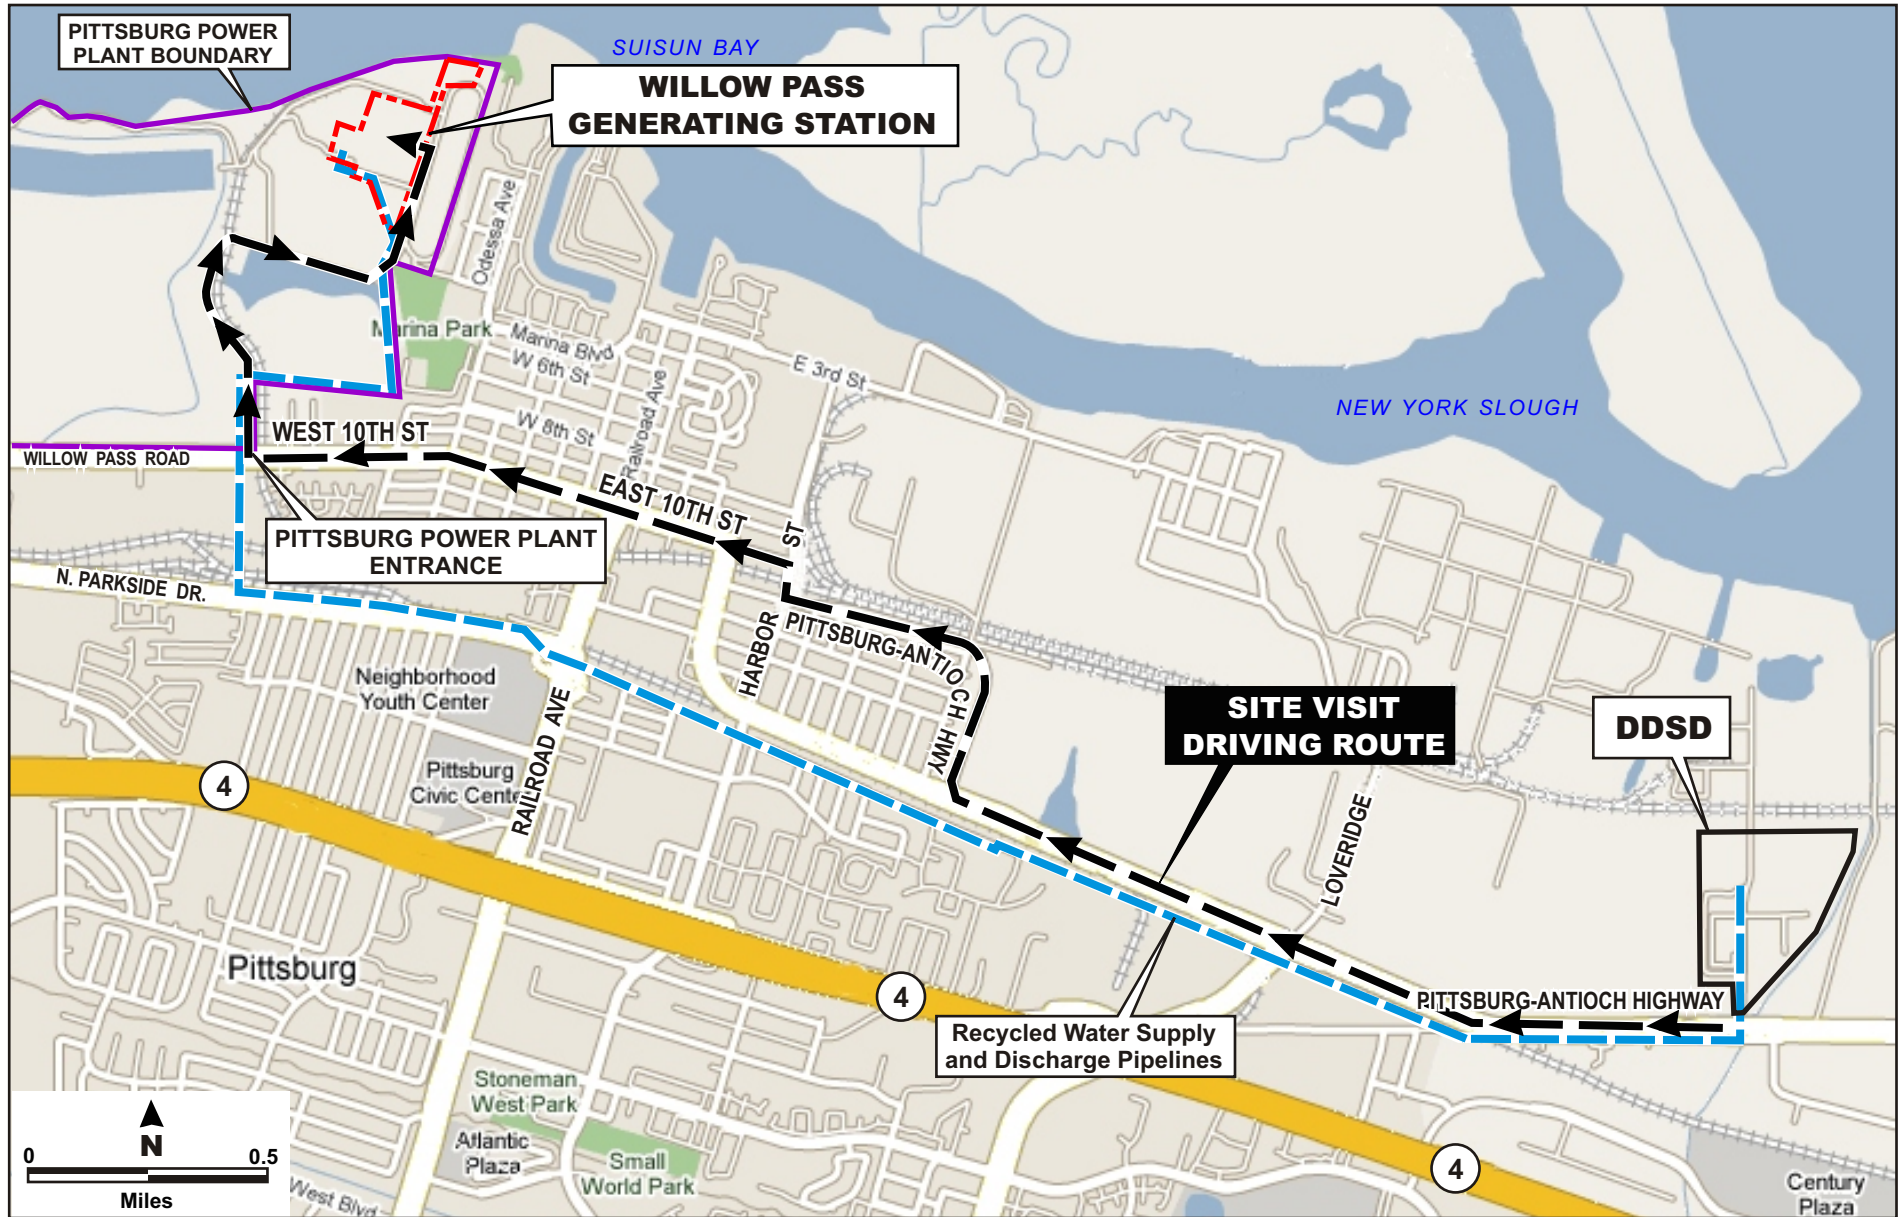 PITTSBURG POWER
PLANT BOUNDARY
SUISUN BAY
WILLOW PASS
GENERATING STATION
Odessa Ave
Marina Park
Marina Blvd
W 6th St
E 3rd St
Railroad Ave
W 8th St
NEW YORK SLOUGH
WEST 10TH ST
WILLOW PASS ROAD
EAST 10TH ST
PITTSBURG POWER PLANT
ENTRANCE
N. PARKSIDE DR.
HARBOR ST
PITTSBURG-ANTIOCH HWY
Neighborhood
Youth Center
RAILROAD AVE
SITE VISIT
DRIVING ROUTE
DDSD
Pittsburg
Civic Cente
4
LOVERIDGE
Pittsburg
4
PITTSBURG-ANTIOCH HIGHWAY
Recycled Water Supply
and Discharge Pipelines
Stoneman
West Park
Atlantic
Plaza
Small
World Park
4
N
0 0.5
Miles
West Blvd
Century
Plaza